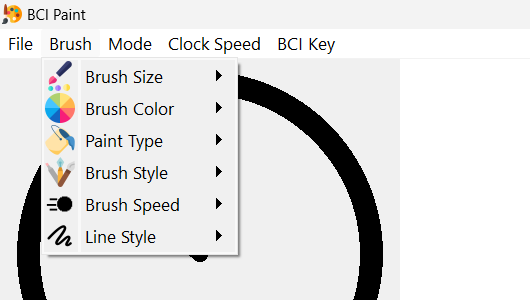 BCI Paint
File Brush Mode Clock Speed BCI Key
Brush Size
Brush Color
Paint Type
Brush Style
Brush Speed
Line Style